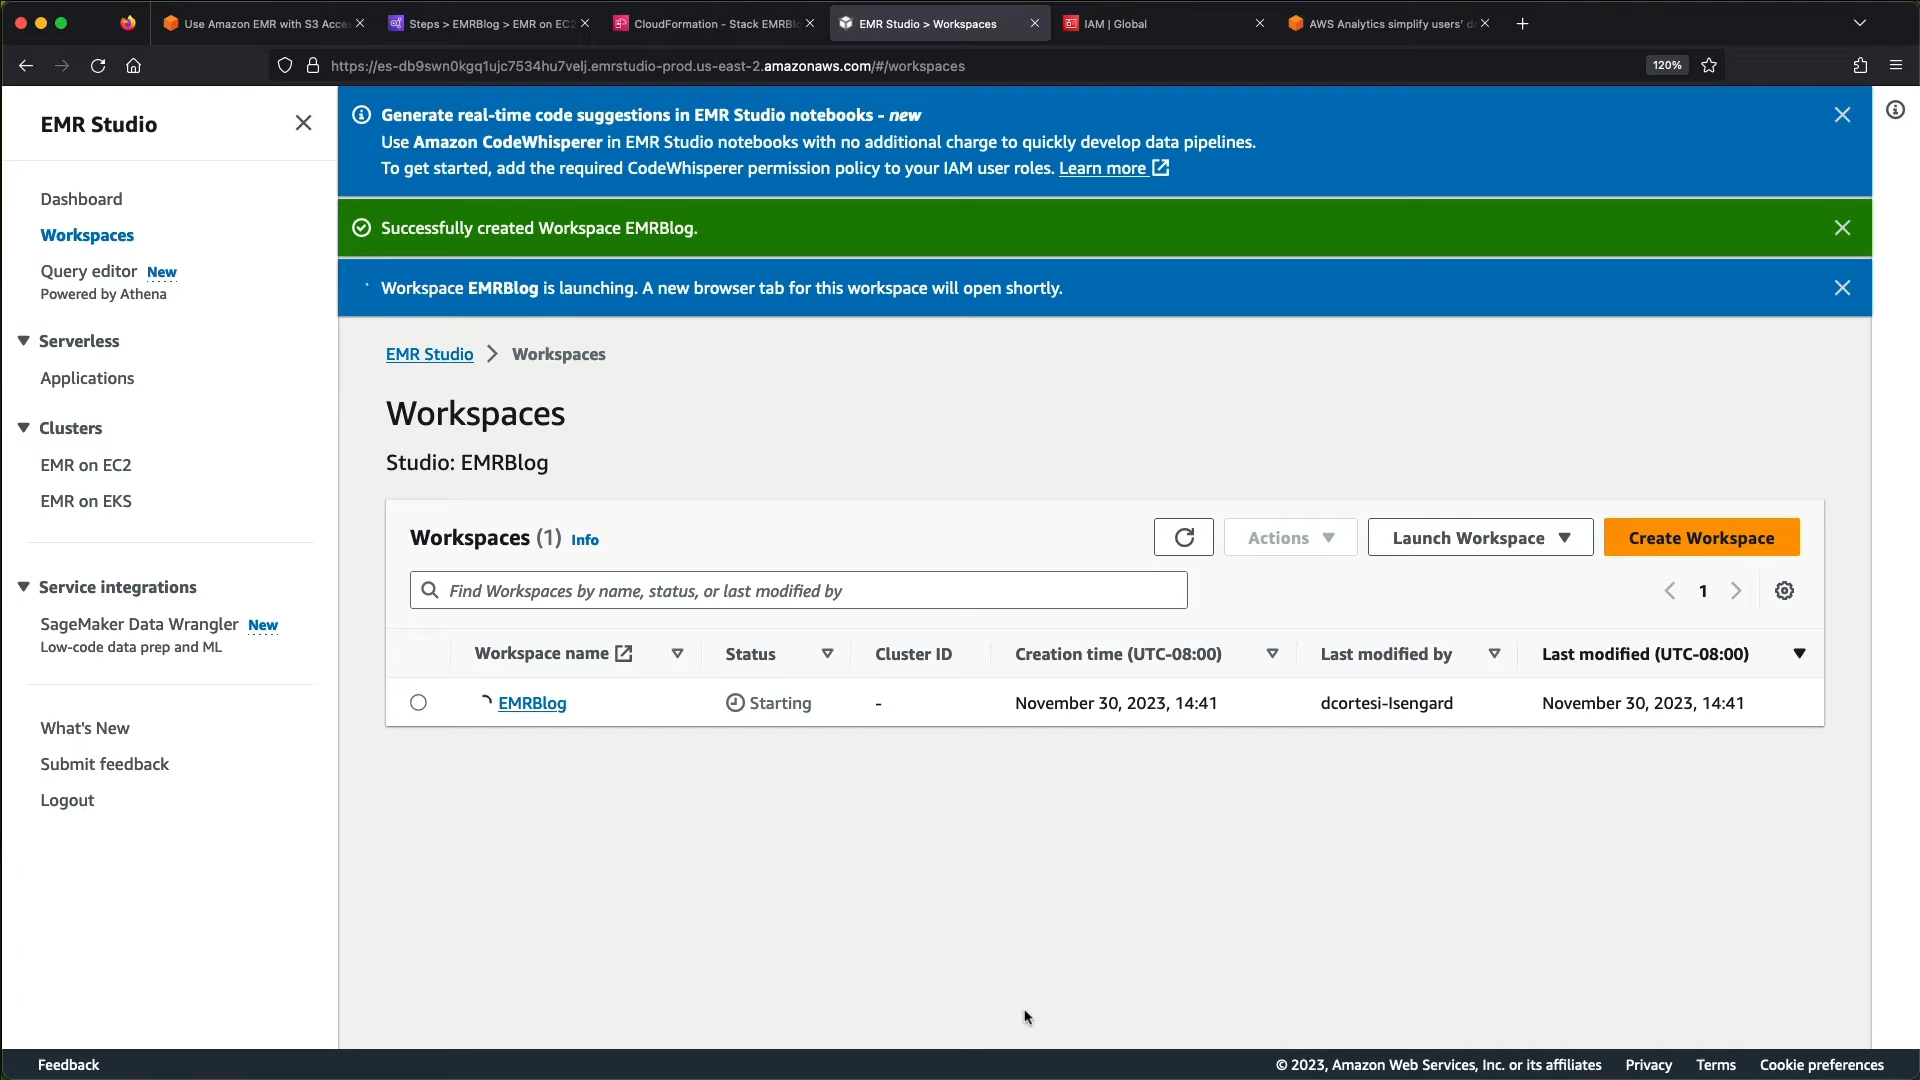 Use Amazon EMR with S3 Acce
Steps > EMRBlog > EMR on EC2
CloudFormation - Stack EMRBlo
EMR Studio > Workspaces
IAM | Global
AWS Analytics simplify users' da
https://es-db9swn0kgq1ujc7534hu7velj.emrstudio-prod.us-east-2.amazonaws.com/#/workspaces
120%
EMR Studio
Dashboard
Workspaces
Query editor New
Powered by Athena
Serverless
Applications
Clusters
EMR on EC2
EMR on EKS
Service integrations
SageMaker Data Wrangler New
Low-code data prep and ML
What's New
Submit feedback
Logout
Generate real-time code suggestions in EMR Studio notebooks - new
Use Amazon CodeWhisperer in EMR Studio notebooks with no additional charge to quickly develop data pipelines.
To get started, add the required CodeWhisperer permission policy to your IAM user roles. Learn more
Successfully created Workspace EMRBlog.
Workspace EMRBlog is launching. A new browser tab for this workspace will open shortly.
EMR Studio > Workspaces
Workspaces
Studio: EMRBlog
Workspaces (1) Info
Actions
Launch Workspace
Create Workspace
Find Workspaces by name, status, or last modified by
1
Workspace name Status Cluster ID Creation time (UTC-08:00) Last modified by Last modified (UTC-08:00)
EMRBlog Starting - November 30, 2023, 14:41 dcortesi-Isengard November 30, 2023, 14:41
Feedback
© 2023, Amazon Web Services, Inc. or its affiliates Privacy Terms Cookie preferences